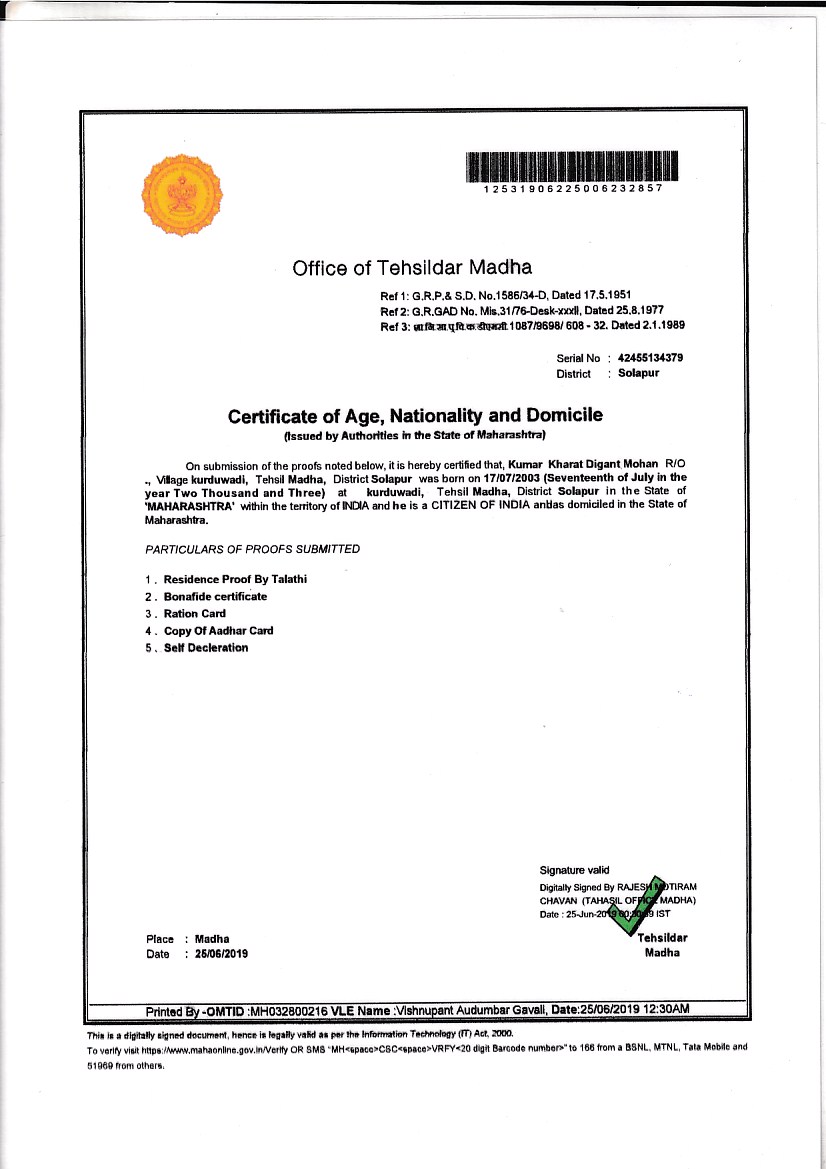 12531906225006232857
Office of Tehsildar Madha
Ref 1: G.R.P.& S.D. No.1586/34-D, Dated 17.5.1951
Ref 2: G.R.GAD No. Mis.31/76-Desk-xxxII, Dated 25.8.1977
Ref 3: 1087/9698/ 608 - 32. Dated 2.1.1989
Serial No : 42455134379
District : Solapur
Certificate of Age, Nationality and Domicile
(Issued by Authorities in the State of Maharashtra)
On submission of the proofs noted below, it is hereby certified that, Kumar Kharat Digant Mohan R/O
., Village kurduwadi, Tehsil Madha, District Solapur was born on 17/07/2003 (Seventeenth of July in the
year Two Thousand and Three) at kurduwadi, Tehsil Madha, District Solapur in the State of
'MAHARASHTRA' within the territory of INDIA and he is a CITIZEN OF INDIA and is domiciled in the State of
Maharashtra.
PARTICULARS OF PROOFS SUBMITTED
1 . Residence Proof By Talathi
2 . Bonafide certificate
3 . Ration Card
4 . Copy Of Aadhar Card
5 . Self Decleration
Signature valid
Digitally Signed By RAJESH MOTIRAM
CHAVAN (TAHASIL OFFICE MADHA)
Date : 25-Jun-2019 IST
Place : Madha
Date : 25/06/2019
Tehsildar
Madha
Printed By -OMTID :MH032800216 VLE Name :Vishnupant Audumbar Gavali, Date:25/06/2019 12:30AM
This is a digitally signed document, hence is legally valid as per the Information Technology (IT) Act, 2000.
To verify visit https://www.mahaonline.gov.in/Verify OR SMS "MH<space>CSC<space>VRFY<20 digit Barcode number>" to 166 from a BSNL, MTNL, Tata Mobile and
51969 from others.